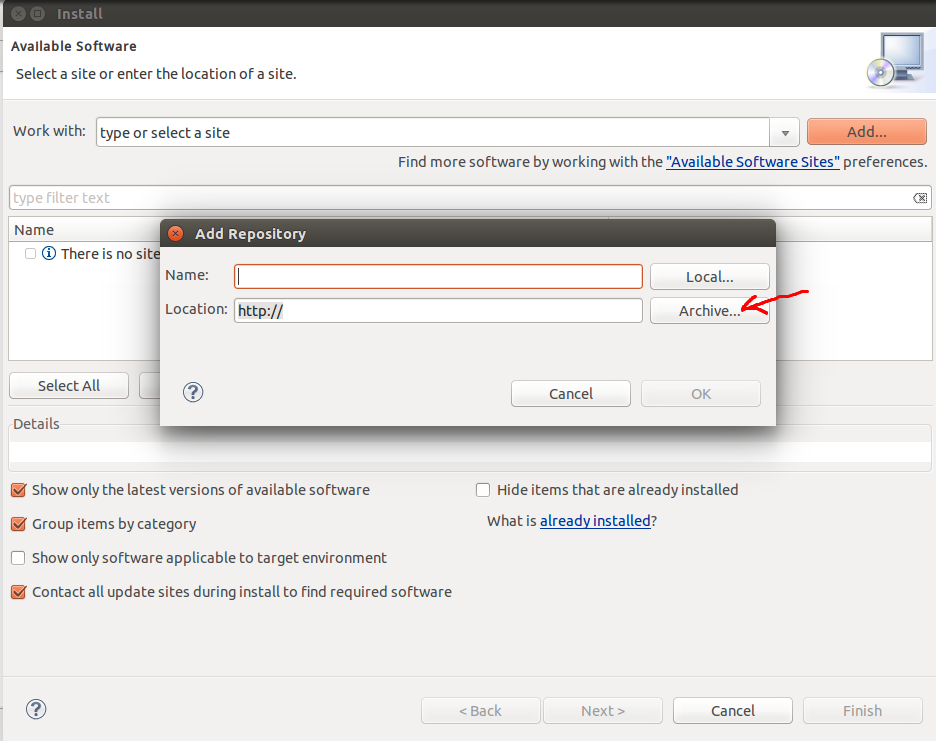 Install
Available Software
Select a site or enter the location of a site.
Work with: type or select a site Add...
Find more software by working with the "Available Software Sites" preferences.
type filter text
Name
There is no site
Add Repository
Name: Local...
Location: http:// Archive...
Cancel OK
Select All
Details
Show only the latest versions of available software Hide items that are already installed
Group items by category What is already installed?
Show only software applicable to target environment
Contact all update sites during install to find required software
< Back Next > Cancel Finish